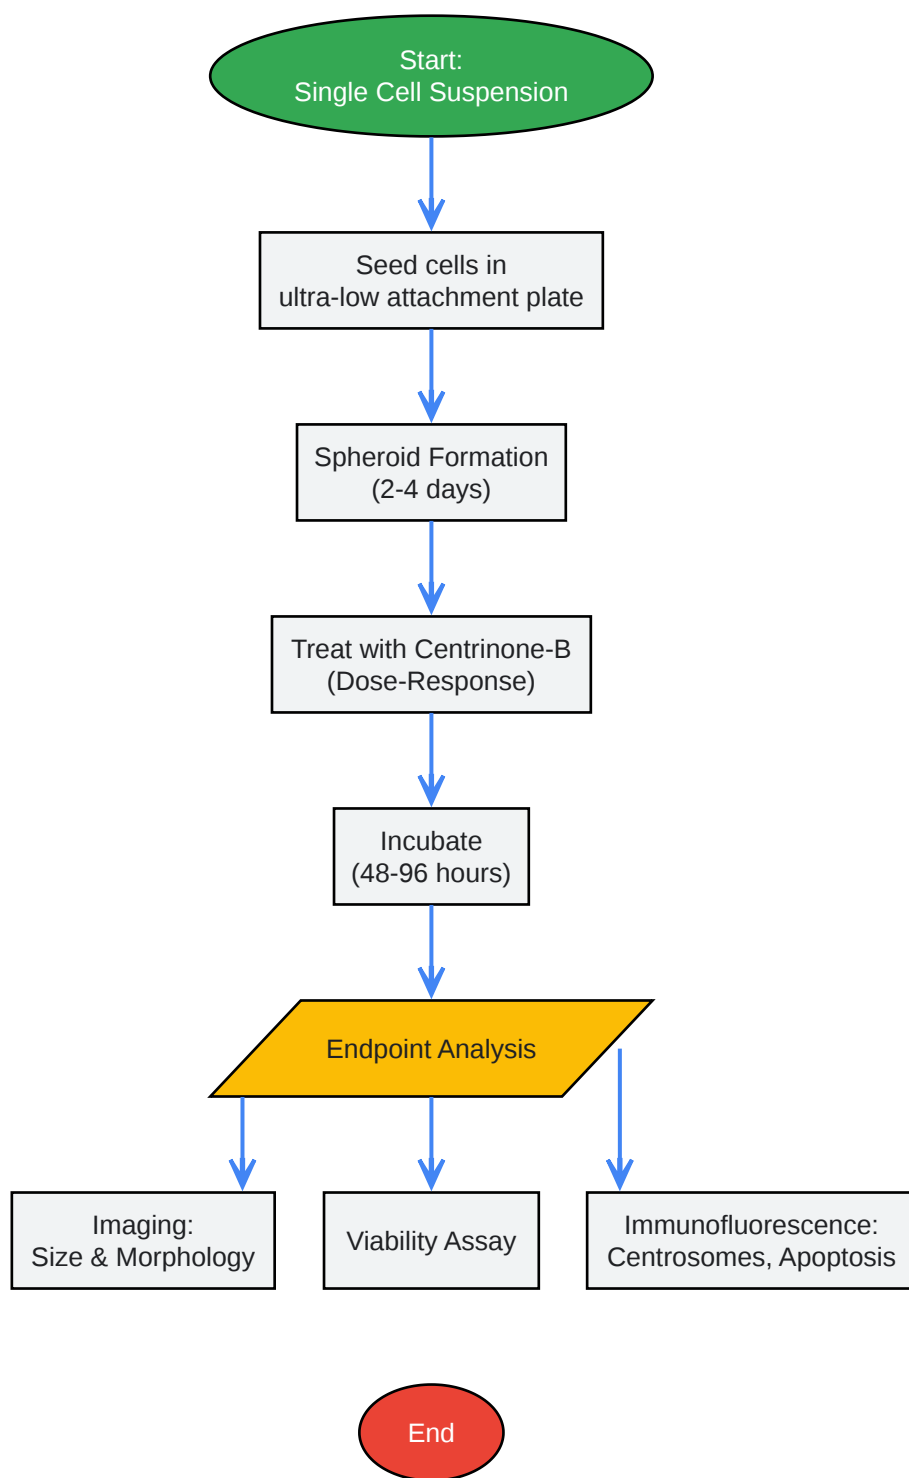 Start:
Single Cell Suspension
Seed cells in
ultra-low attachment plate
Spheroid Formation
(2-4 days)
Treat with Centrinone-B
(Dose-Response)
Incubate
(48-96 hours)
Endpoint Analysis
Imaging:
Size & Morphology
Viability Assay
Immunofluorescence:
Centrosomes, Apoptosis
End